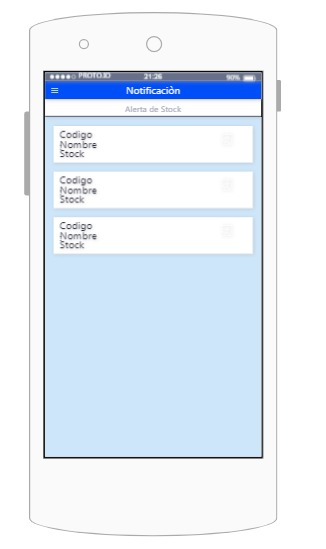 PROTO.IO 21:26 90%
Notificaciòn
Alerta de Stock
Codigo
Nombre
Stock
Codigo
Nombre
Stock
Codigo
Nombre
Stock